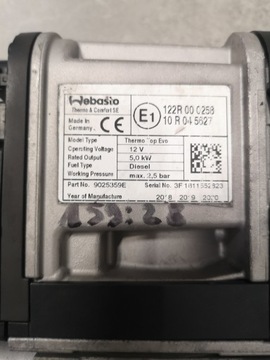 Webasto
Thermo & Comfort SE
E1
122R 00 0258
10 R 04 5627
Made in
Germany
CE
Model Type Thermo Top Evo
Operating Voltage 12 V
Rated Output 5,0 kW
Fuel Type Diesel
Working Pressure max. 2,5 bar
Part No. 9025359E Serial No.
Year of Manufacture 2018 2019 2020